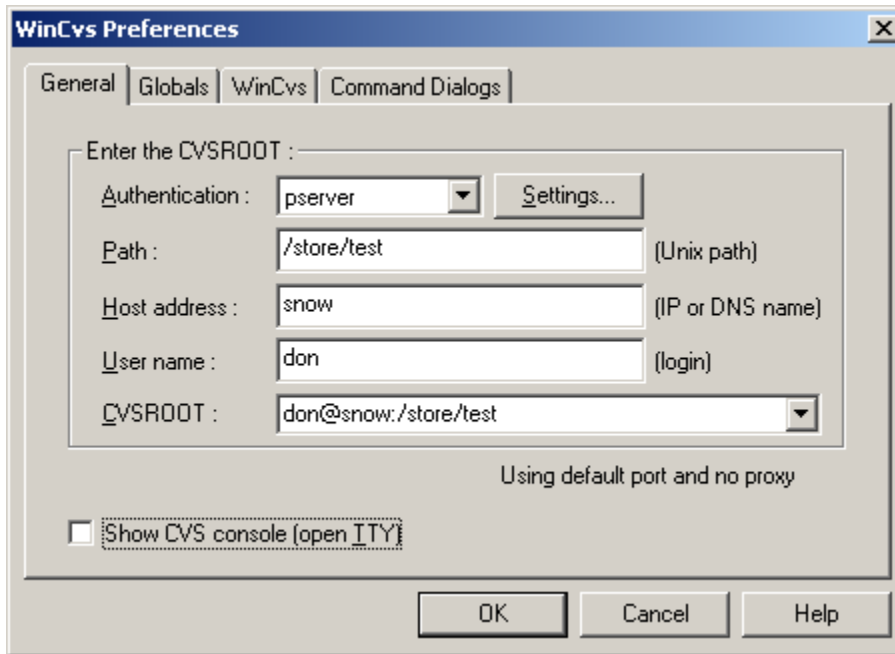 WinCvs Preferences
General Globals WinCvs Command Dialogs
Enter the CVSROOT :
Authentication : pserver Settings...
Path : /store/test (Unix path)
Host address : snow (IP or DNS name)
User name : don (login)
CVSROOT : don@snow:/store/test
Using default port and no proxy
Show CVS console (open TTY)
OK Cancel Help